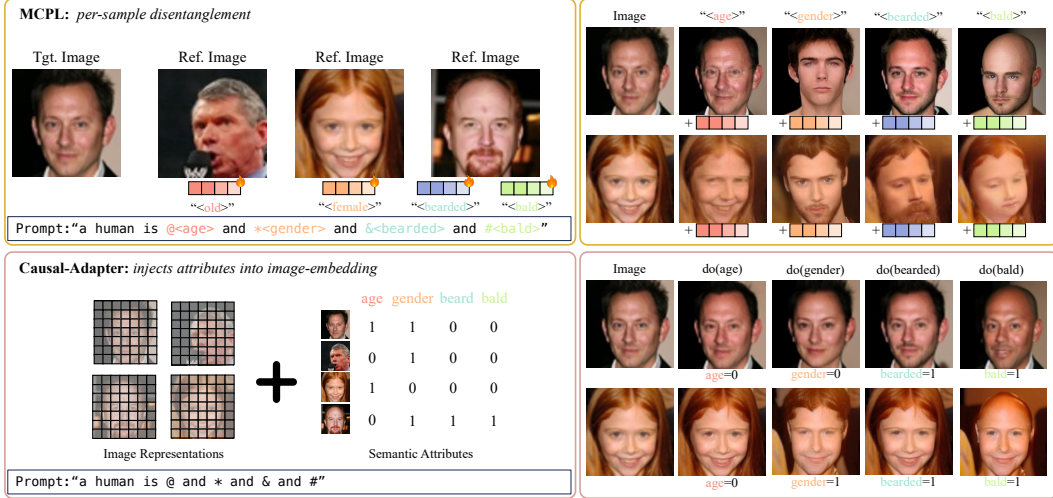 MCPL: per-sample disentanglement
Tgt. Image Ref. Image Ref. Image Ref. Image
"<old>" "<female>" "<bearded>" "<bald>"
Prompt:"a human is @<age> and *<gender> and &<bearded> and #<bald>"
Image "<age>" "<gender>" "<bearded>" "<bald>"
+ + + +
+ + + +
Causal-Adapter: injects attributes into image-embedding
age gender beard bald
1 1 0 0
0 1 0 0
1 0 0 0
0 1 1 1
Image Representations Semantic Attributes
Prompt:"a human is @ and * and & and #"
Image do(age) do(gender) do(bearded) do(bald)
age=0 gender=0 bearded=1 bald=1
age=0 gender=1 bearded=1 bald=1